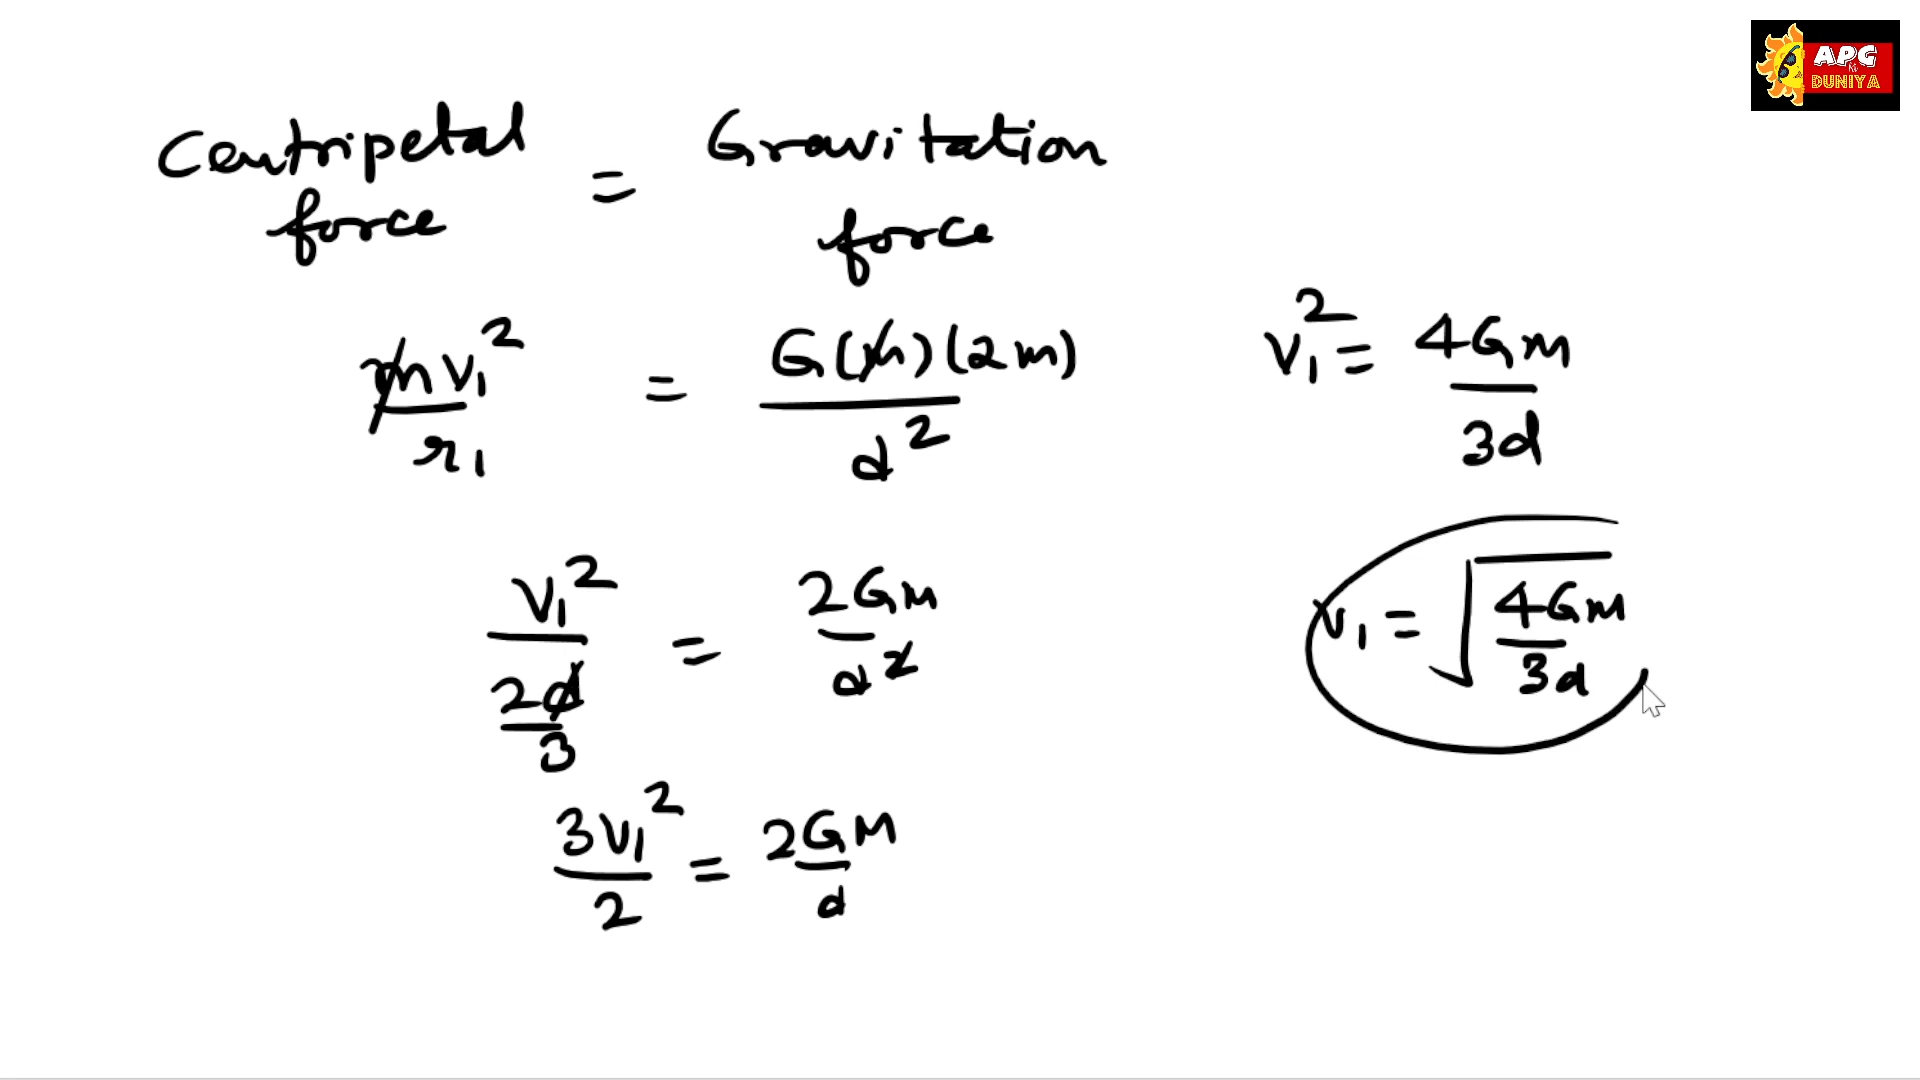 APG
ki
DUNIYA
Centripetal force = Gravitation force
mv₁²/r₁ = G(m)(2m)/d²
v₁²/(2d/3) = 2Gm/d²
3v₁²/2 = 2GM/d
v₁² = 4Gm/3d
v₁ = √(4Gm/3d)